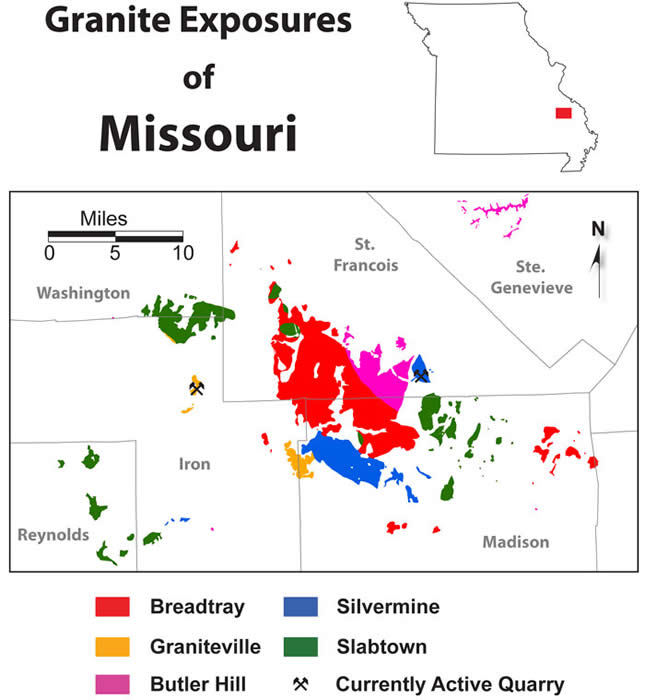 Granite Exposures
of
Missouri
Miles
0 5 10
N
St.
Francois
Ste.
Genevieve
Washington
Iron
Reynolds
Madison
Breadtray
Silvermine
Graniteville
Slabtown
Butler Hill
Currently Active Quarry